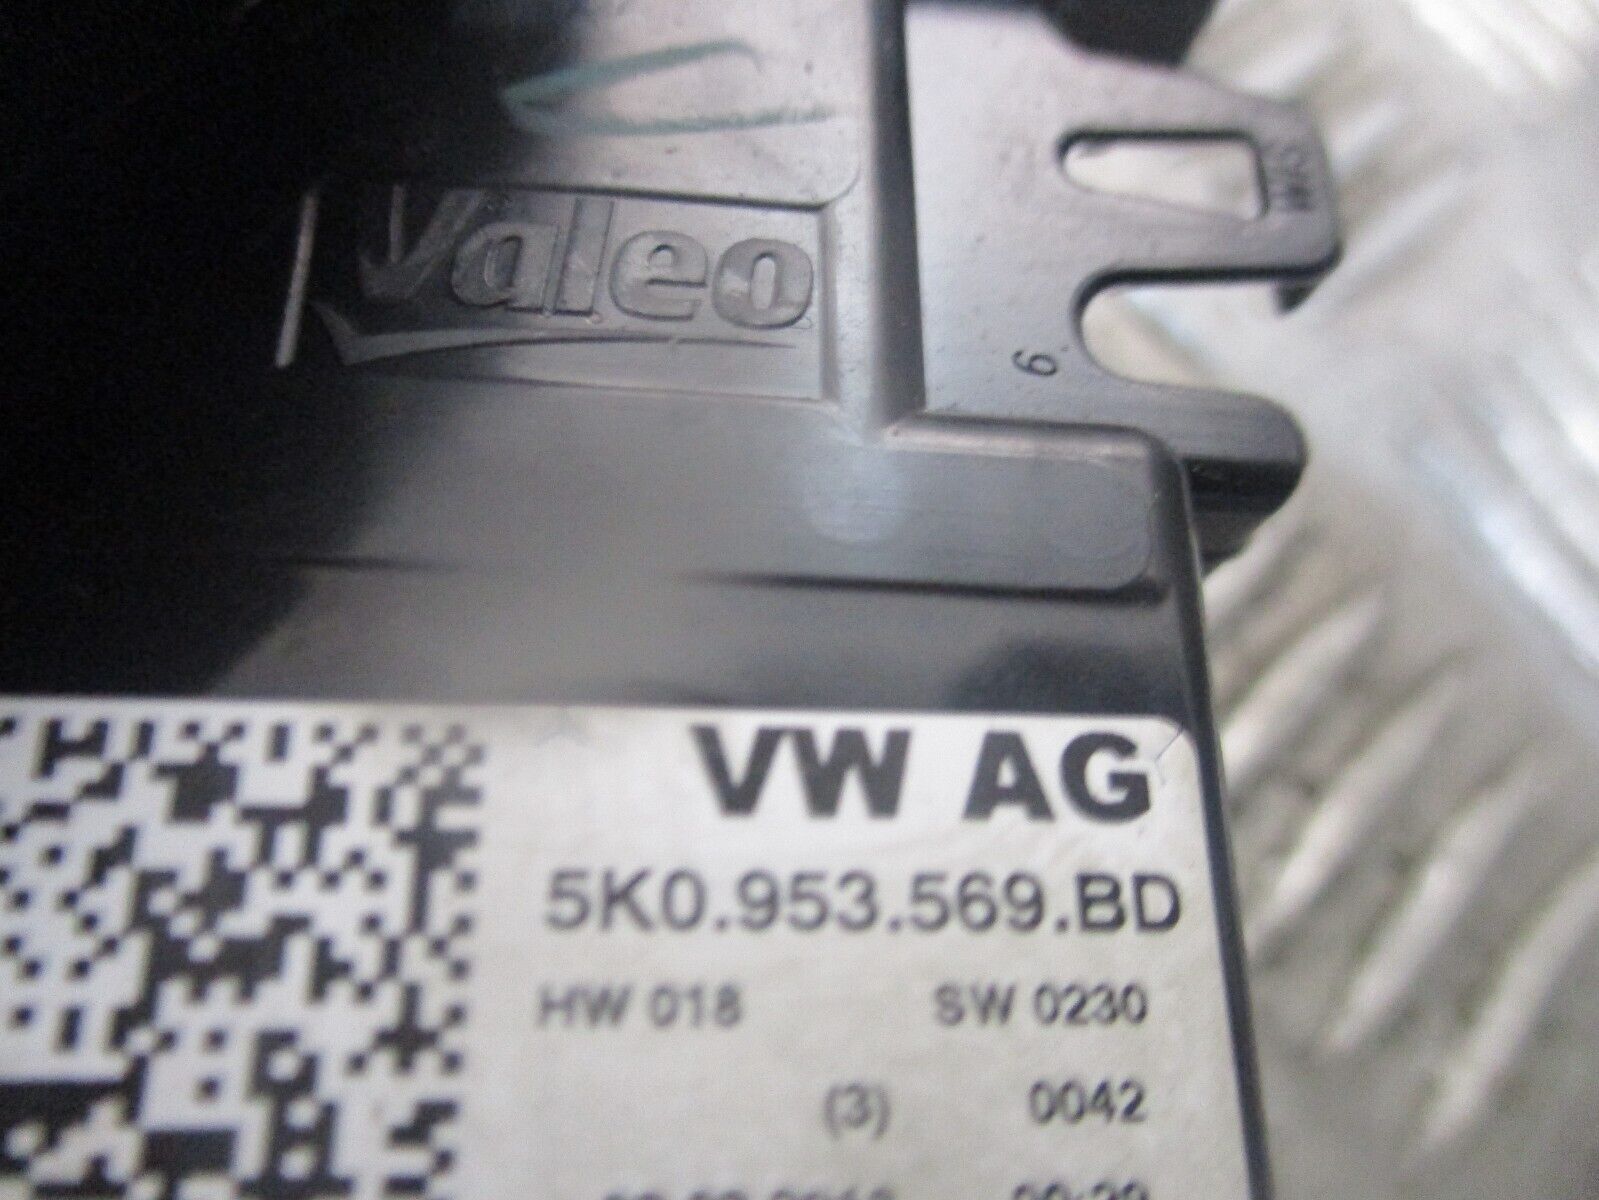 Valeo
6
VW AG
5K0.953.569.BD
HW 018 SW 0230
(3) 0042